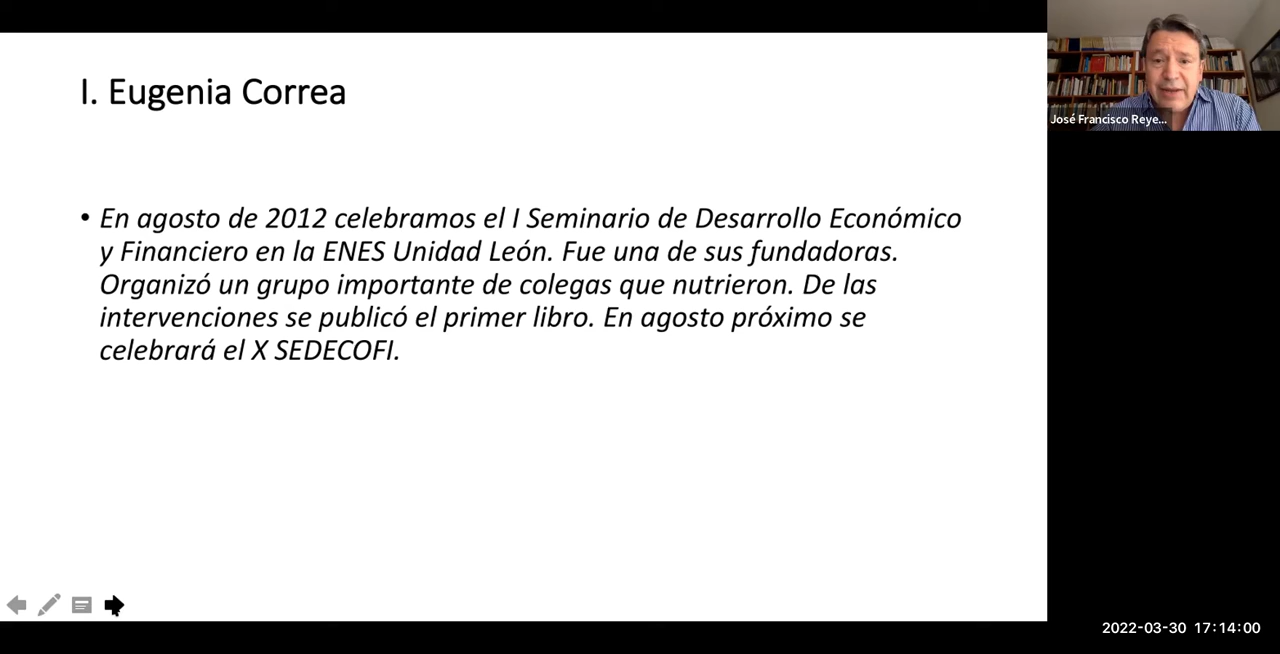 I. Eugenia Correa
• En agosto de 2012 celebramos el I Seminario de Desarrollo Económico
y Financiero en la ENES Unidad León. Fue una de sus fundadoras.
Organizó un grupo importante de colegas que nutrieron. De las
intervenciones se publicó el primer libro. En agosto próximo se
celebrará el X SEDECOFI.
José Francisco Reye...
2022-03-30 17:14:00